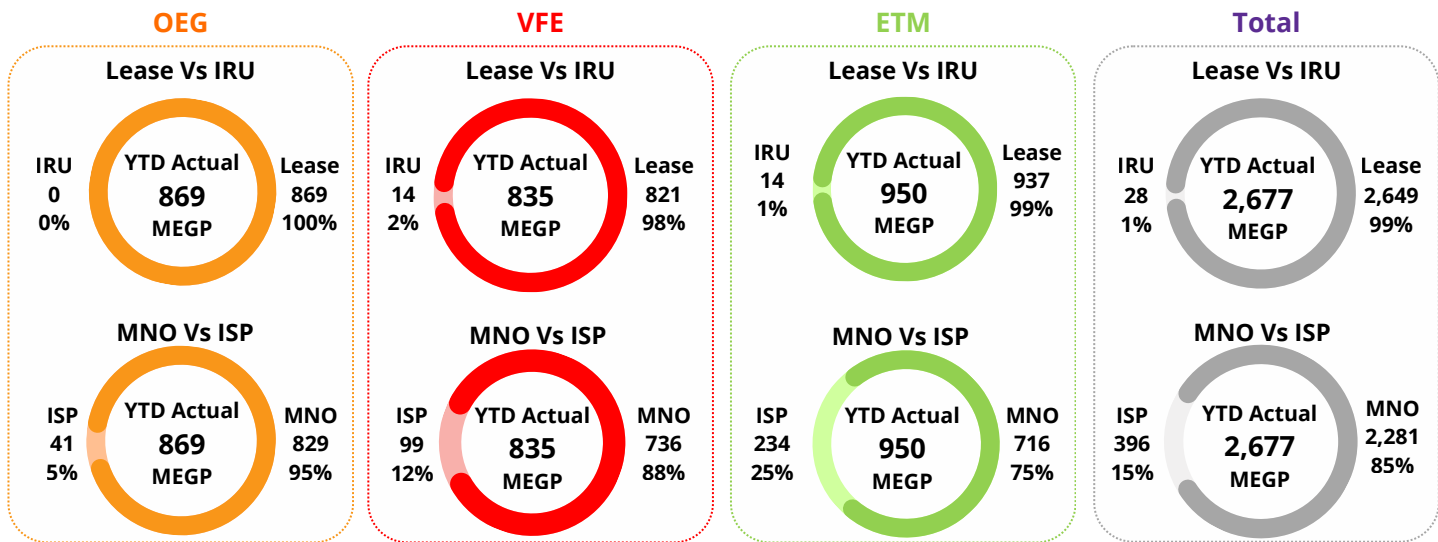 OEG
Lease Vs IRU
IRU
0
0%
YTD Actual
869
MEGP
Lease
869
100%
MNO Vs ISP
ISP
41
5%
YTD Actual
869
MEGP
MNO
829
95%
VFE
Lease Vs IRU
IRU
14
2%
YTD Actual
835
MEGP
Lease
821
98%
MNO Vs ISP
ISP
99
12%
YTD Actual
835
MEGP
MNO
736
88%
ETM
Lease Vs IRU
IRU
14
1%
YTD Actual
950
MEGP
Lease
937
99%
MNO Vs ISP
ISP
234
25%
YTD Actual
950
MEGP
MNO
716
75%
Total
Lease Vs IRU
IRU
28
1%
YTD Actual
2,677
MEGP
Lease
2,649
99%
MNO Vs ISP
ISP
396
15%
YTD Actual
2,677
MEGP
MNO
2,281
85%